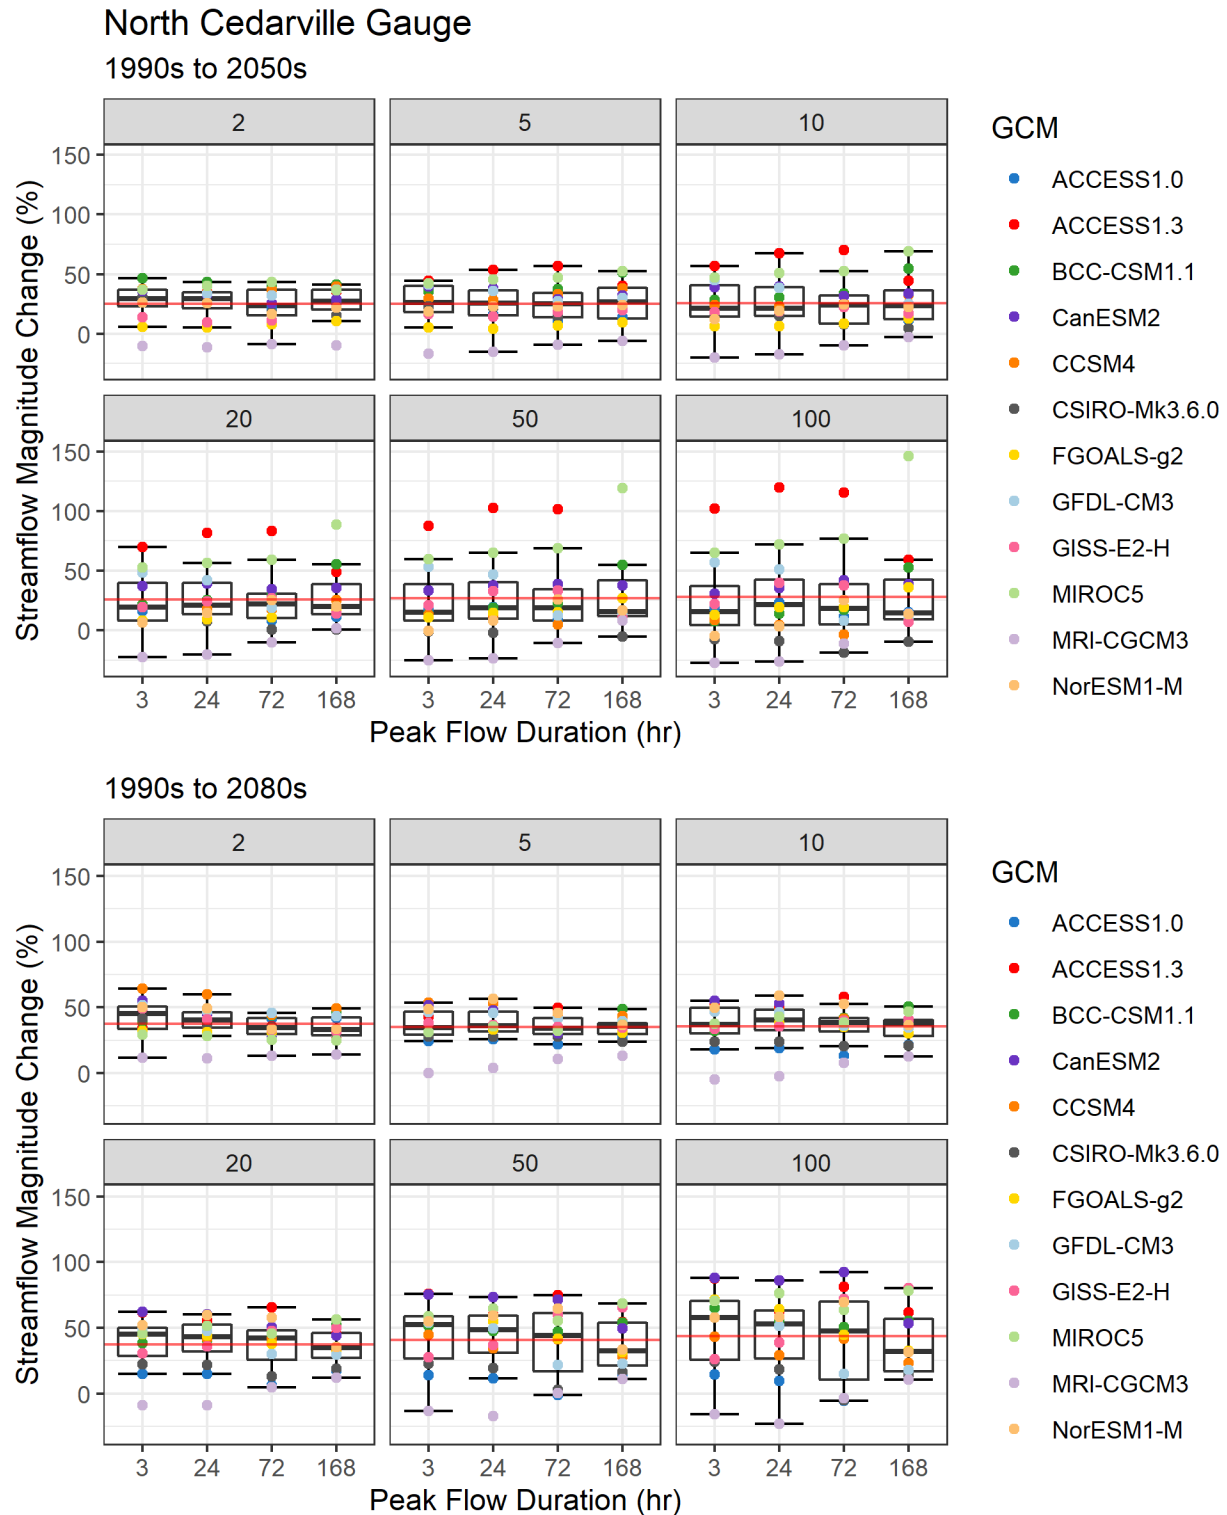 North Cedarville Gauge
1990s to 2050s
2 5 10
150
100
50
0
20 50 100
150
100
50
0
3 24 72 168 3 24 72 168 3 24 72 168
Streamflow Magnitude Change (%)
Peak Flow Duration (hr)
GCM
ACCESS1.0
ACCESS1.3
BCC-CSM1.1
CanESM2
CCSM4
CSIRO-Mk3.6.0
FGOALS-g2
GFDL-CM3
GISS-E2-H
MIROC5
MRI-CGCM3
NorESM1-M
1990s to 2080s
2 5 10
150
100
50
0
20 50 100
150
100
50
0
3 24 72 168 3 24 72 168 3 24 72 168
Streamflow Magnitude Change (%)
Peak Flow Duration (hr)
GCM
ACCESS1.0
ACCESS1.3
BCC-CSM1.1
CanESM2
CCSM4
CSIRO-Mk3.6.0
FGOALS-g2
GFDL-CM3
GISS-E2-H
MIROC5
MRI-CGCM3
NorESM1-M